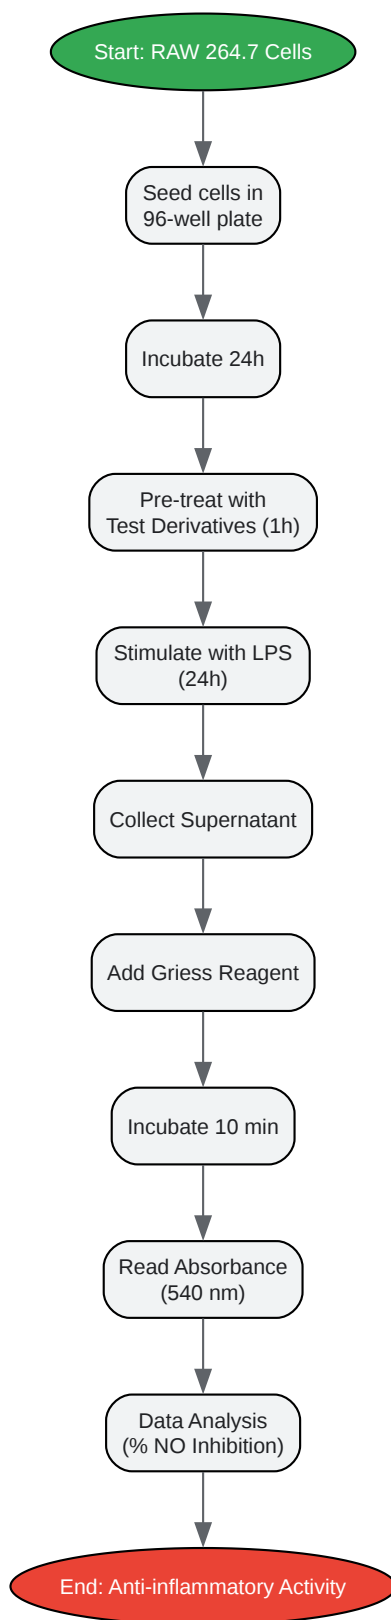 Start: RAW 264.7 Cells
Seed cells in
96-well plate
Incubate 24h
Pre-treat with
Test Derivatives (1h)
Stimulate with LPS
(24h)
Collect Supernatant
Add Griess Reagent
Incubate 10 min
Read Absorbance
(540 nm)
Data Analysis
(% NO Inhibition)
End: Anti-inflammatory Activity